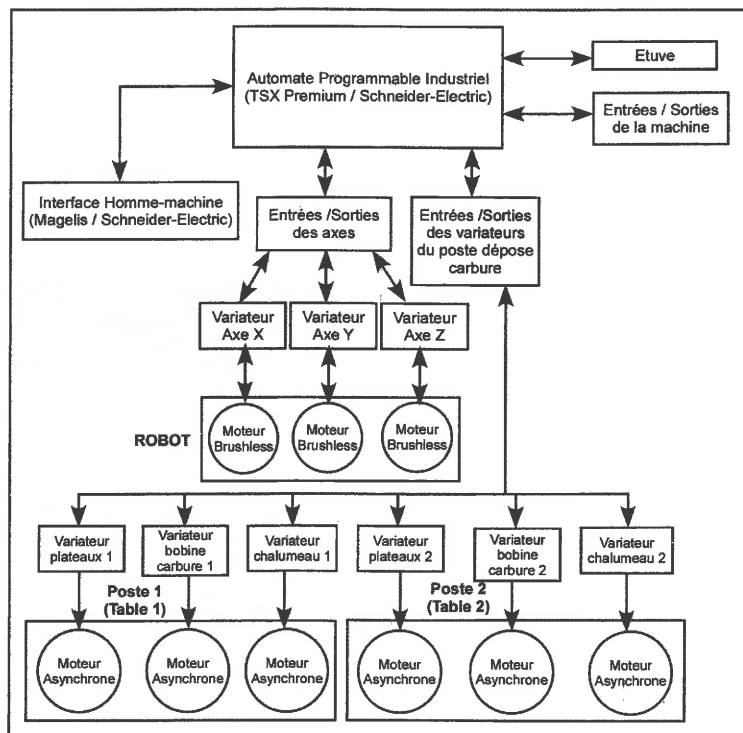 Automate Programmable Industriel
(TSX Premium / Schneider-Electric)
Etuve
Entrées / Sorties
de la machine
Interface Homme-machine
(Magelis / Schneider-Electric)
Entrées /Sorties
des axes
Entrées /Sorties
des variateurs
du poste dépose
carbure
Variateur
Axe X
Variateur
Axe Y
Variateur
Axe Z
ROBOT
Moteur
Brushless
Moteur
Brushless
Moteur
Brushless
Variateur
plateaux 1
Variateur
bobine
carbure 1
Variateur
chalumeau 1
Variateur
plateaux 2
Variateur
bobine
carbure 2
Variateur
chalumeau 2
Poste 1
(Table 1)
Poste 2
(Table 2)
Moteur
Asynchrone
Moteur
Asynchrone
Moteur
Asynchrone
Moteur
Asynchrone
Moteur
Asynchrone
Moteur
Asynchrone